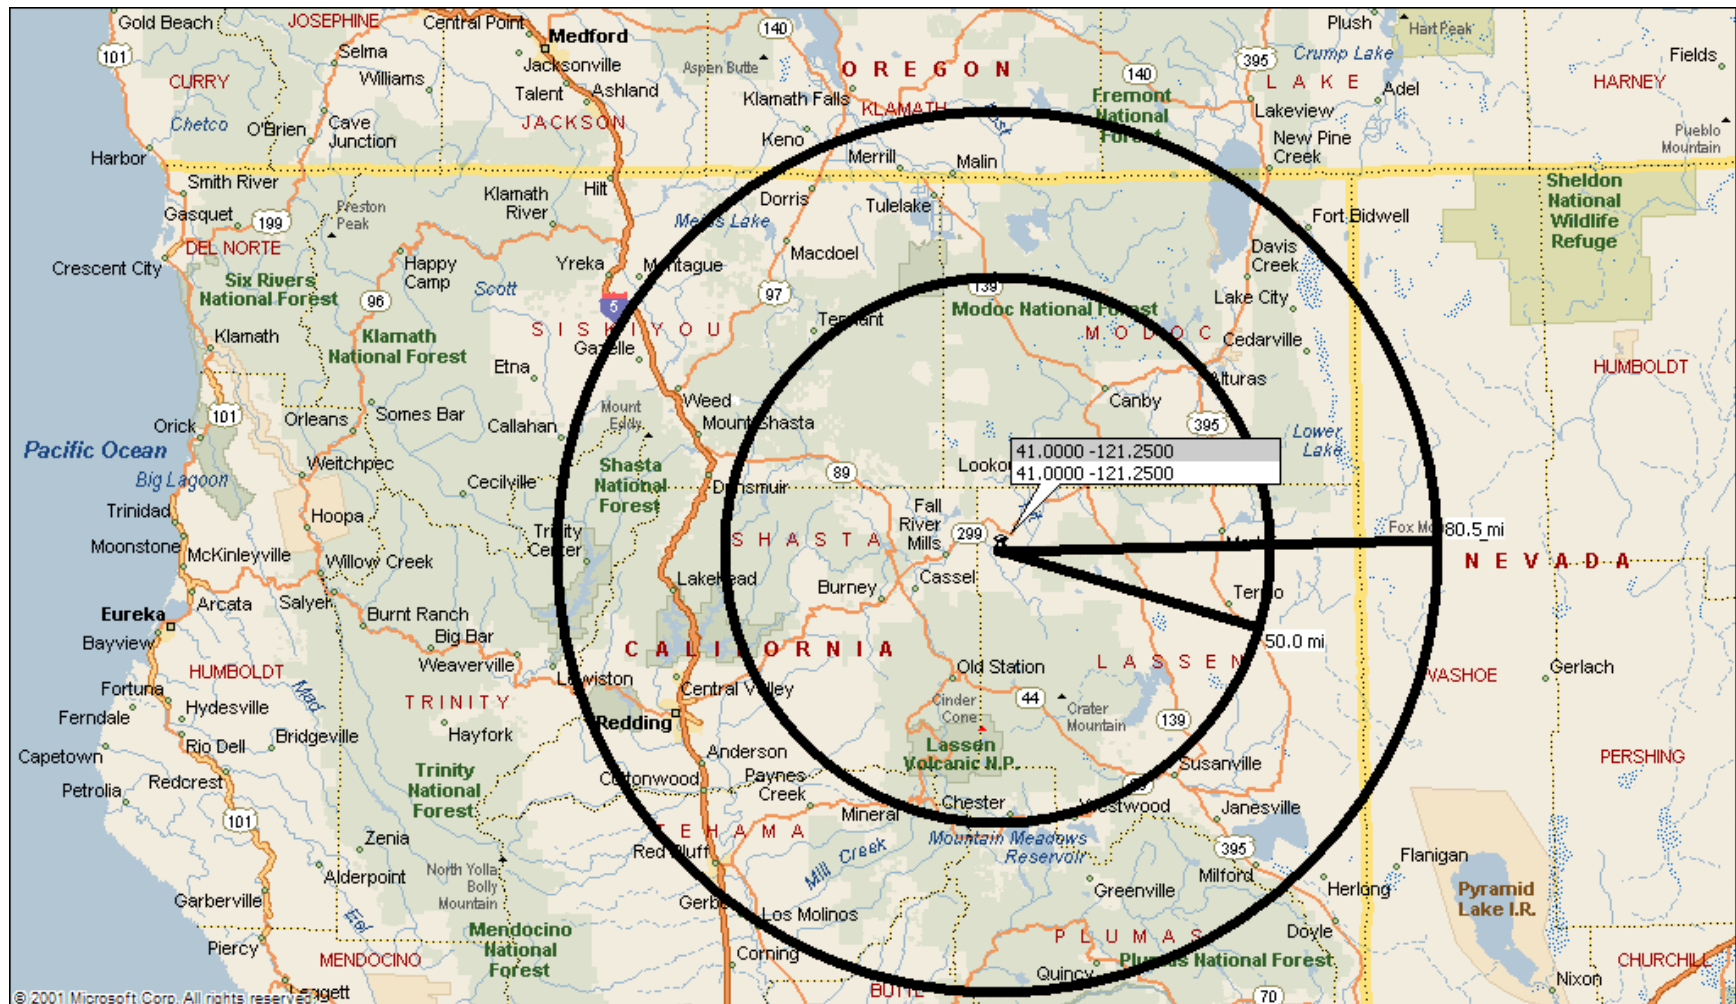 Gold Beach
JOSEPHINE
Central Point
140
Plush
Hart Peak
101
Selma
Medford
Crump Lake
Fields
CURRY
Williams
Jacksonville
Aspen Butte
OREGON
140
395
LAKE
HARNEY
Talent
Ashland
Klamath Falls
KLAMATH
Fremont
National
Forest
Adel
Lakeview
Chetco
O'Brien
Cave
Junction
JACKSON
Keno
New Pine
Creek
Pueblo
Mountain
Harbor
Merrill
Malin
Smith River
Klamath
River
Hilt
Dorris
Tulelake
Sheldon
National
Wildlife
Refuge
Gasquet
199
Preston
Peak
Meiss Lake
Fort Bidwell
DEL NORTE
Macdoel
Davis
Creek
Crescent City
Happy
Camp
Yreka
Montague
Six Rivers
National Forest
96
Scott
5
97
139
Modoc National Forest
Lake City
Klamath
Klamath
National Forest
SISKIYOU
Tennant
MODOC
Cedarville
Gazelle
HUMBOLDT
Etna
Alturas
101
Orleans
Somes Bar
Mount
Eddy
Weed
Canby
Orick
Callahan
Mount Shasta
395
Lower
Lake
Pacific Ocean
41.0000 -121.2500
41.0000 -121.2500
Big Lagoon
Weitchpec
Cecilville
Shasta
National
Forest
Dunsmuir
89
Trinidad
Hoopa
Trinity
Center
Fall
River
Mills
299
Moonstone
McKinleyville
SHASTA
80.5 mi
Willow Creek
Lakehead
Burney
Cassel
NEVADA
Arcata
Salyer
Termo
Eureka
Burnt Ranch
Bayview
Big Bar
CALIFORNIA
50.0 mi
HUMBOLDT
Weaverville
Old Station
LASSEN
WASHOE
Gerlach
Fortuna
Mad
Lewiston
Central Valley
Cinder
Cone
44
Crater
Mountain
Ferndale
Hydesville
TRINITY
Redding
139
Rio Dell
Bridgeville
Hayfork
Capetown
Anderson
Lassen
Volcanic N.P.
Susanville
PERSHING
Redcrest
Trinity
National
Forest
Cottonwood
Paynes
Creek
Petrolia
Mineral
Chester
Westwood
Janesville
101
TEHAMA
Mountain Meadows
Reservoir
395
Zenia
Red Bluff
Mill Creek
Flanigan
Alderpoint
North Yolla
Bolly
Mountain
Greenville
Milford
Herlong
Pyramid
Lake I.R.
Garberville
Eel
Gerber
Los Molinos
Piercy
Mendocino
National
Forest
Corning
PLUMAS
Doyle
MENDOCINO
Quincy
Plumas National Forest
CHURCHILL
Leggett
BUTTE
70
Nixon
© 2001 Microsoft Corp. All rights reserved.